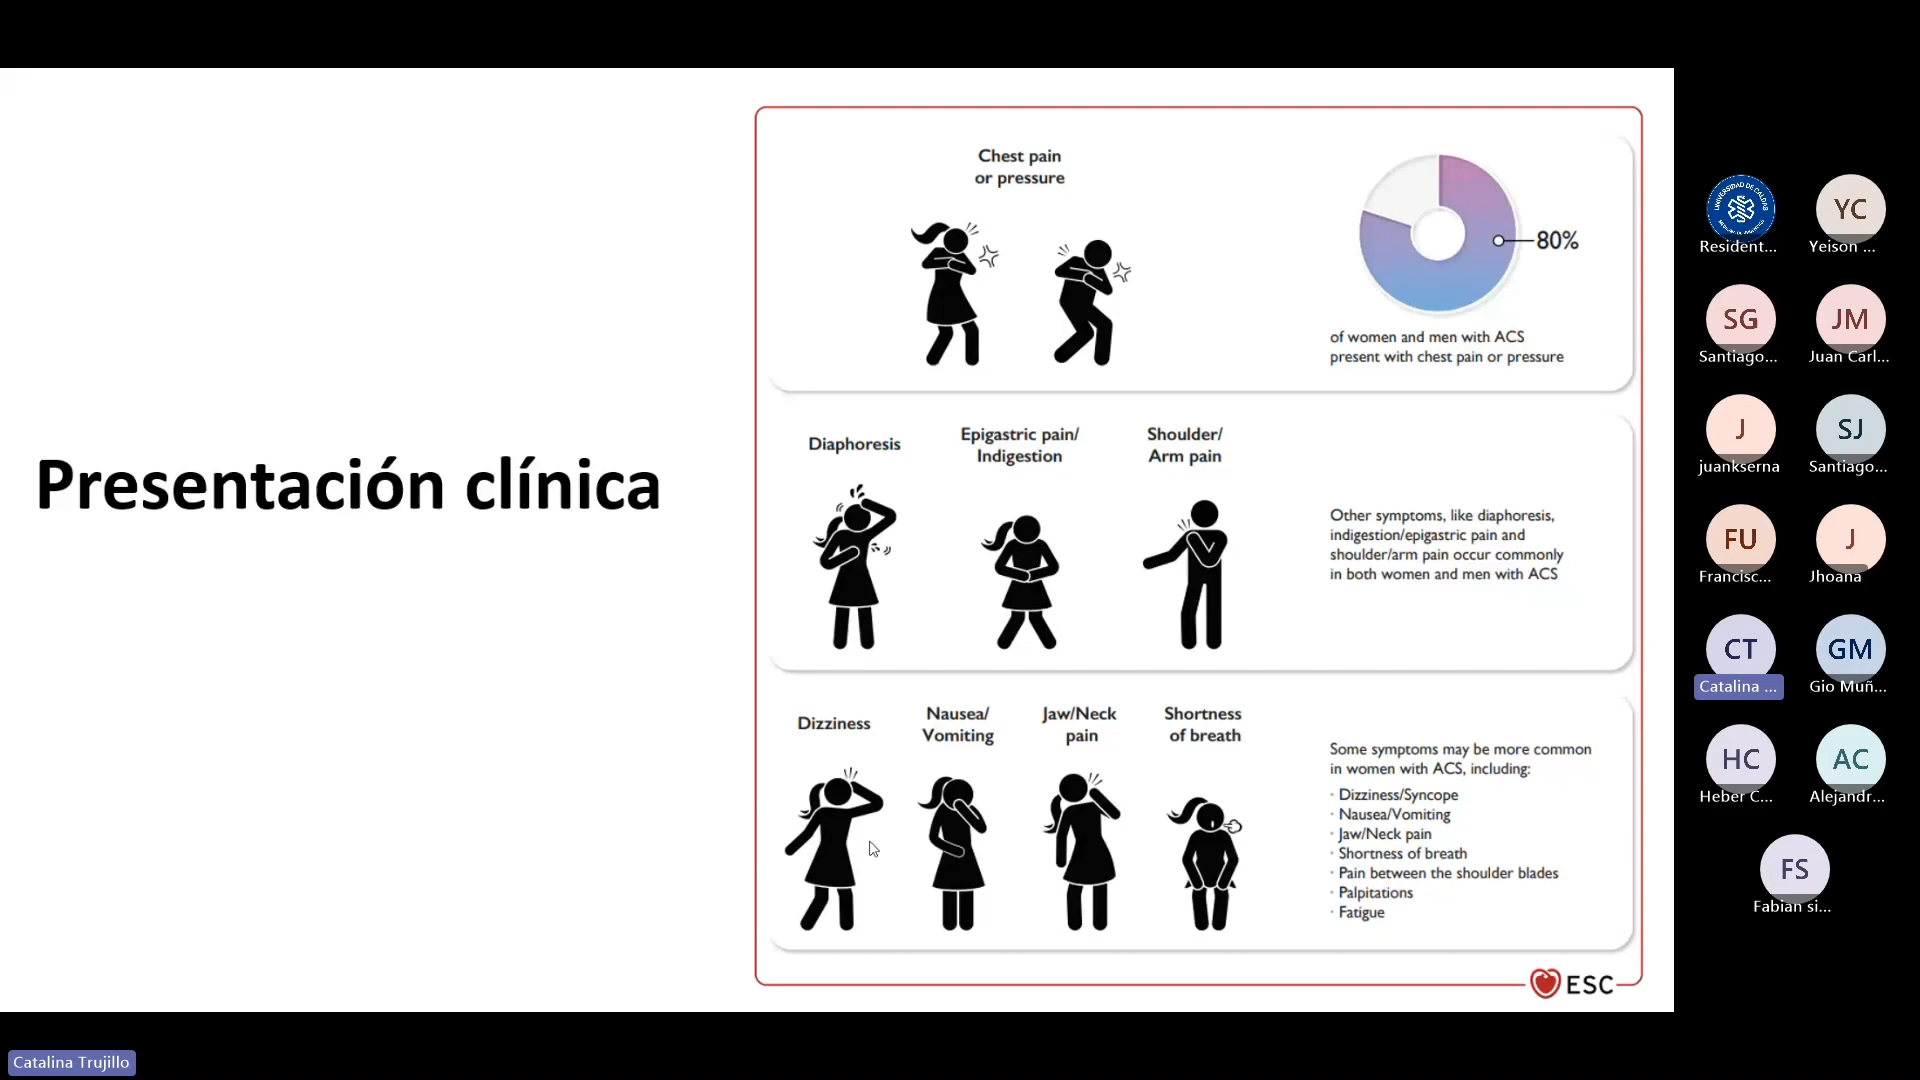 Presentación clínica
Chest pain
or pressure
80%
of women and men with ACS
present with chest pain or pressure
Diaphoresis
Epigastric pain/
Indigestion
Shoulder/
Arm pain
Other symptoms, like diaphoresis,
indigestion/epigastric pain and
shoulder/arm pain occur commonly
in both women and men with ACS
Dizziness
Nausea/
Vomiting
Jaw/Neck
pain
Shortness
of breath
Some symptoms may be more common
in women with ACS, including:
· Dizziness/Syncope
· Nausea/Vomiting
· Jaw/Neck pain
· Shortness of breath
· Pain between the shoulder blades
· Palpitations
· Fatigue
ESC
UNIVERSIDAD DE CALDAS
Resident...
YC
Yeison ...
SG
Santiago...
JM
Juan Carl...
J
juankserna
SJ
Santiago...
FU
Francisc...
J
Jhoana
CT
Catalina ...
GM
Gio Muñ...
HC
Heber C...
AC
Alejandr...
FS
Fabian si...
Catalina Trujillo